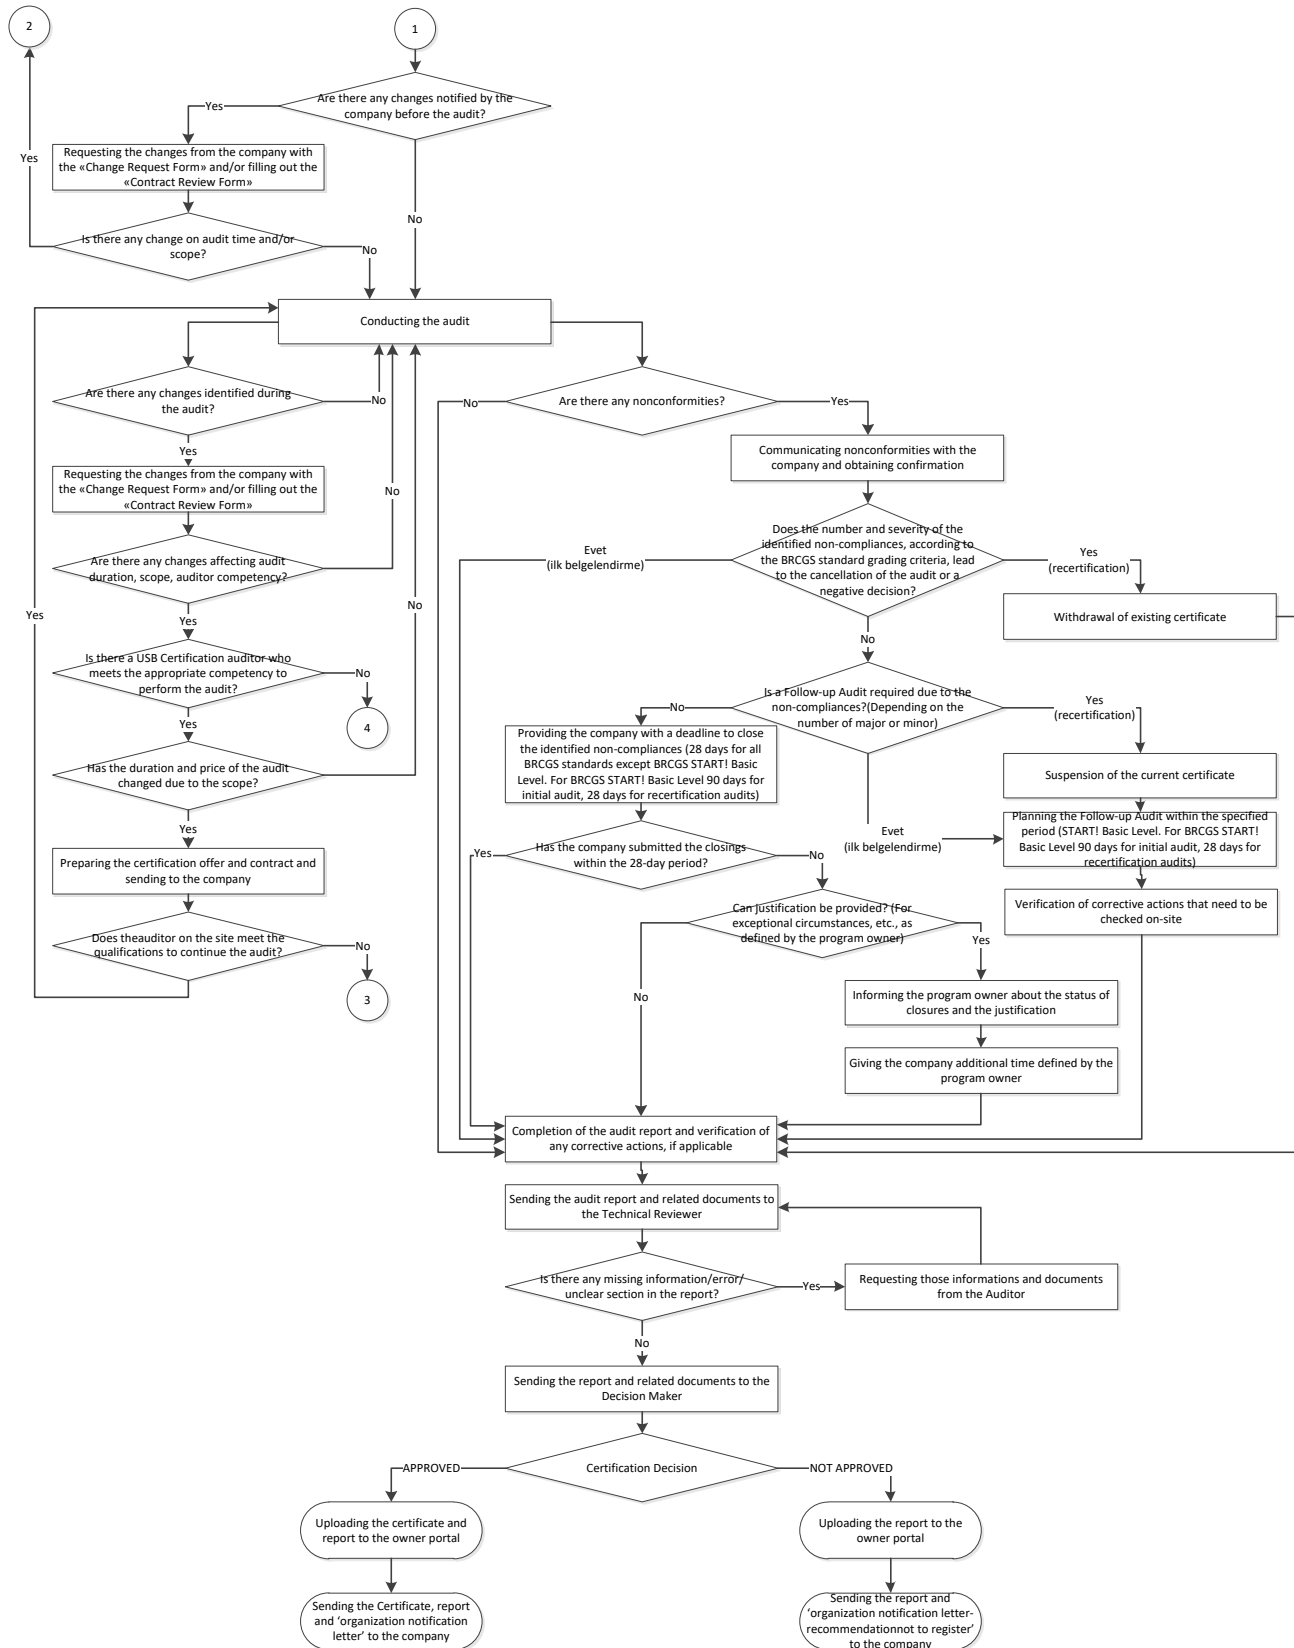 2
1
Are there any changes notified by the
company before the audit?
Yes
Requesting the changes from the company with
the «Change Request Form» and/or filling out the
«Contract Review Form»
Yes
No
Is there any change on audit time and/or
scope?
No
Conducting the audit
Are there any changes identified during
the audit?
No
Yes
Requesting the changes from the company with
the «Change Request Form» and/or filling out the
«Contract Review Form»
No
Are there any changes affecting audit
duration, scope, auditor competency?
Yes
No
Yes
Is there a USB Certification auditor who
meets the appropriate competency to
perform the audit?
No
4
Yes
Has the duration and price of the audit
changed due to the scope?
Yes
Preparing the certification offer and contract and
sending to the company
Does theauditor on the site meet the
qualifications to continue the audit?
No
3
Are there any nonconformities?
No
Yes
Communicating nonconformities with the
company and obtaining confirmation
Does the number and severity of the
identified non-compliances, according to
the BRCGS standard grading criteria, lead
to the cancellation of the audit or a
negative decision?
Evet
(ilk belgelendirme)
Yes
(recertification)
Withdrawal of existing certificate
No
Is a Follow-up Audit required due to the
non-compliances?(Depending on the
number of major or minor)
No
Yes
(recertification)
Providing the company with a deadline to close
the identified non-compliances (28 days for all
BRCGS standards except BRCGS START! Basic
Level. For BRCGS START! Basic Level 90 days for
initial audit, 28 days for recertification audits)
Suspension of the current certificate
Evet
(ilk belgelendirme)
Planning the Follow-up Audit within the specified
period (START! Basic Level. For BRCGS START!
Basic Level 90 days for initial audit, 28 days for
recertification audits)
Yes
Has the company submitted the closings
within the 28-day period?
No
Verification of corrective actions that need to be
checked on-site
Can justification be provided? (For
exceptional circumstances, etc., as
defined by the program owner)
Yes
No
Informing the program owner about the status of
closures and the justification
Giving the company additional time defined by the
program owner
Completion of the audit report and verification of
any corrective actions, if applicable
Sending the audit report and related documents to
the Technical Reviewer
Is there any missing information/error/
unclear section in the report?
Yes
Requesting those informations and documents
from the Auditor
No
Sending the report and related documents to the
Decision Maker
Certification Decision
APPROVED
NOT APPROVED
Uploading the certificate and
report to the owner portal
Uploading the report to the
owner portal
Sending the Certificate, report
and ‘organization notification
letter’ to the company
Sending the report and
‘organization notification letter-
recommendationnot to register’
to the company